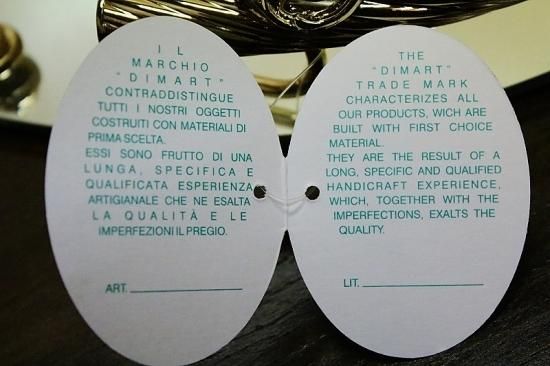 IL
MARCHIO
"DIMART"
CONTRADDISTINGUE
TUTTI I NOSTRI OGGETTI
COSTRUITI CON MATERIALI DI
PRIMA SCELTA.
ESSI SONO FRUTTO DI UNA
LUNGA, SPECIFICA E
QUALIFICATA ESPERIENZA
ARTIGIANALE CHE NE ESALTA
LA QUALITÀ E LE
IMPERFEZIONI IL PREGIO.
ART.
THE
"DIMART"
TRADE MARK
CHARACTERIZES ALL
OUR PRODUCTS, WICH ARE
BUILT WITH FIRST CHOICE
MATERIAL.
THEY ARE THE RESULT OF A
LONG, SPECIFIC AND QUALIFIED
HANDICRAFT EXPERIENCE,
WHICH, TOGETHER WITH THE
IMPERFECTIONS, EXALTS THE
QUALITY.
LIT.